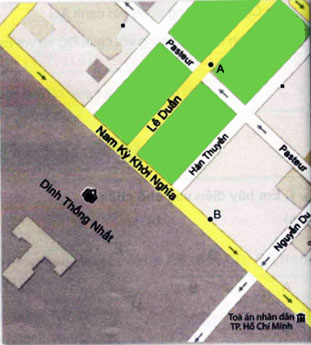 Pasteur
A
Lê Duẩn
Nam Kỳ Khởi Nghĩa
Hàn Thuyên
Pasteur
Dinh Thống Nhất
B
Nguyễn Du
Toà án nhân dân
TP. Hồ Chí Minh